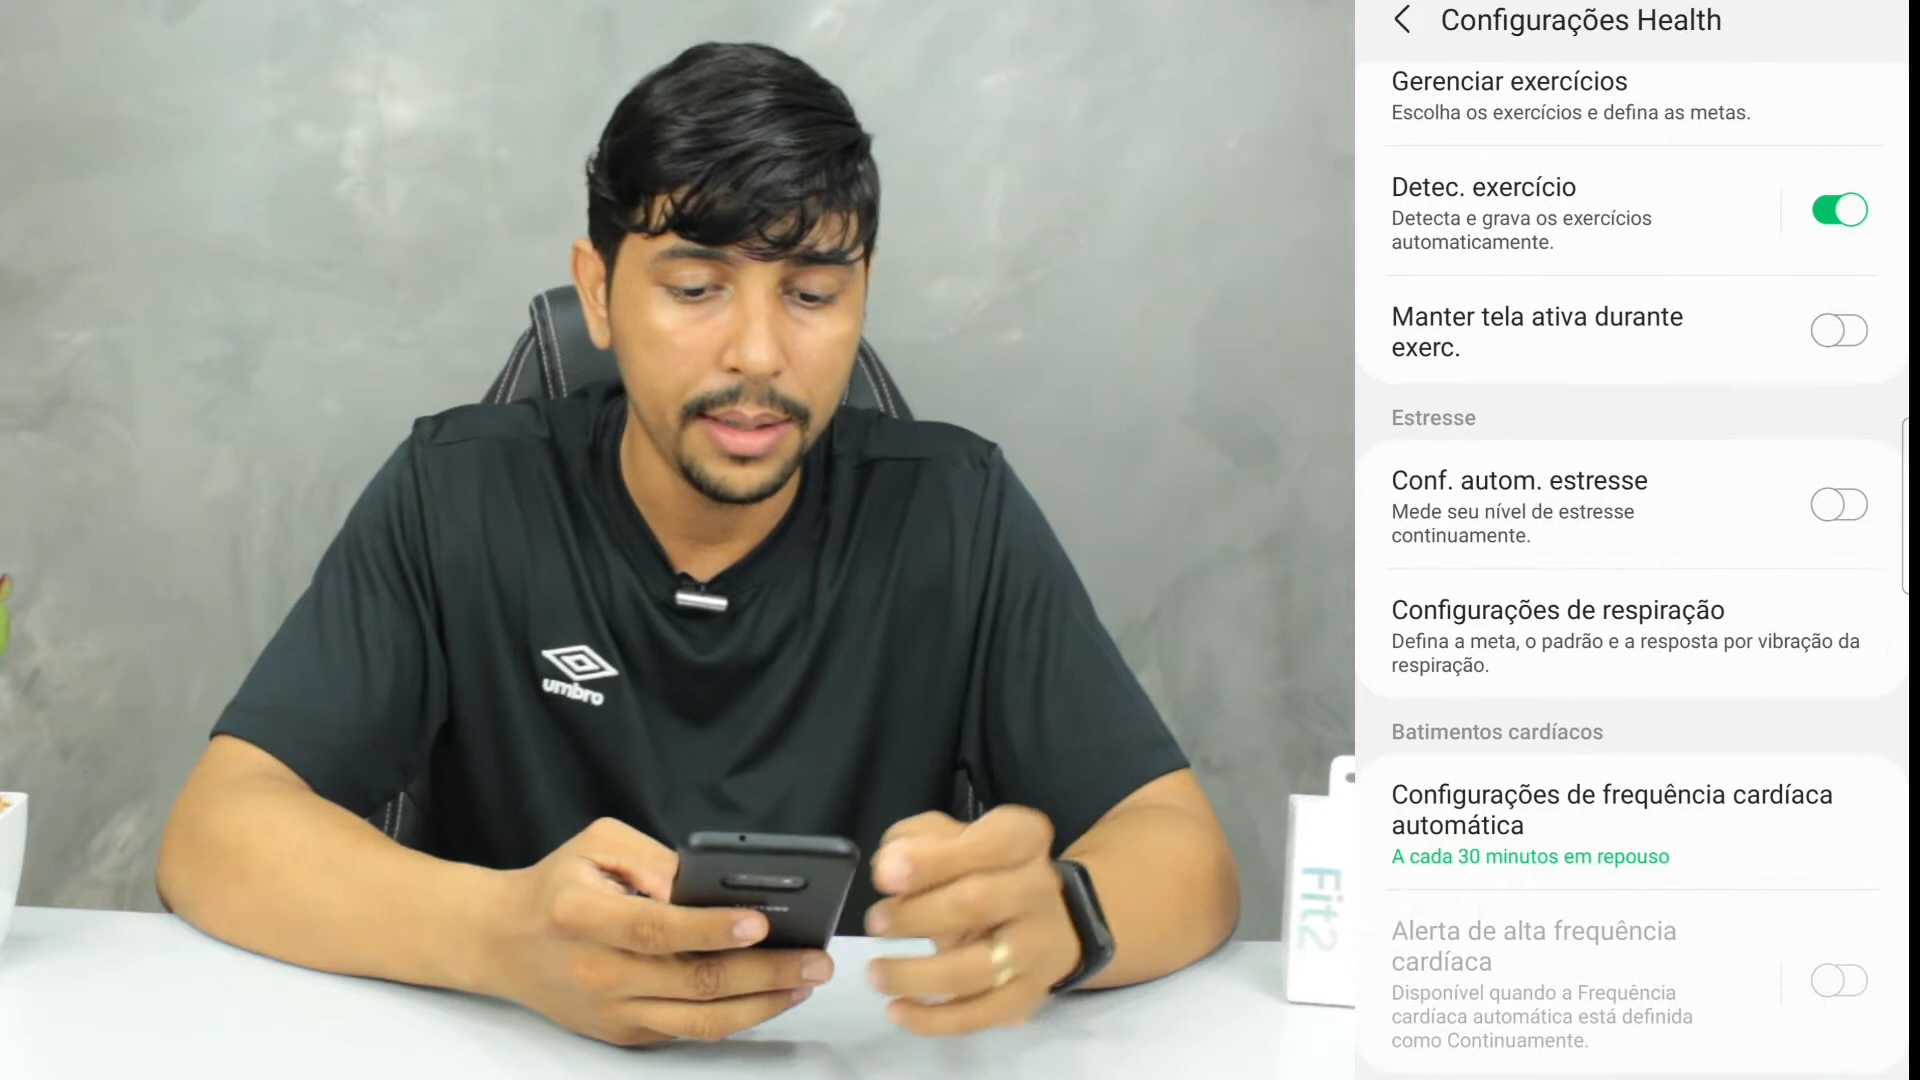 Configurações Health
Gerenciar exercícios
Escolha os exercícios e defina as metas.
Detec. exercício
Detecta e grava os exercícios
automaticamente.
Manter tela ativa durante
exerc.
Estresse
Conf. autom. estresse
Mede seu nível de estresse
continuamente.
Configurações de respiração
Defina a meta, o padrão e a resposta por vibração da
respiração.
Batimentos cardíacos
Configurações de frequência cardíaca
automática
A cada 30 minutos em repouso
Alerta de alta frequência
cardíaca
Disponível quando a Frequência
cardíaca automática está definida
como Continuamente.
umbro
SAMSUNG
Fit2